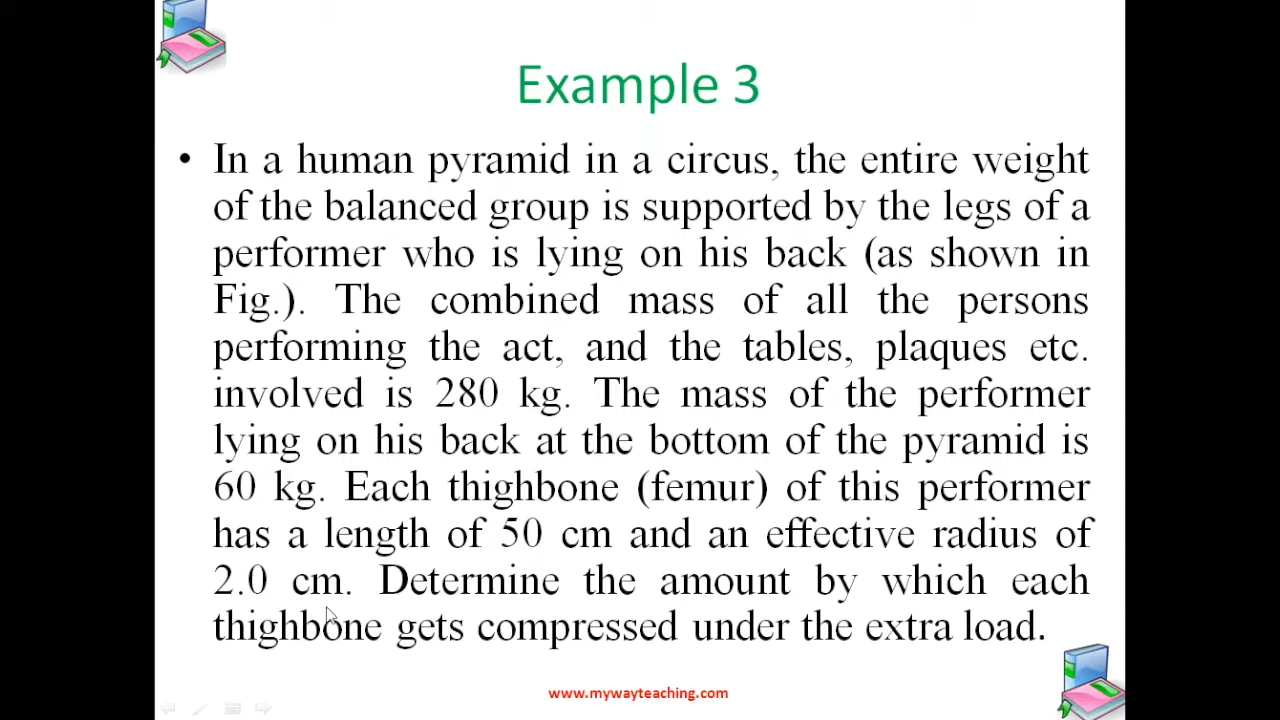 Example 3
• In a human pyramid in a circus, the entire weight
of the balanced group is supported by the legs of a
performer who is lying on his back (as shown in
Fig.). The combined mass of all the persons
performing the act, and the tables, plaques etc.
involved is 280 kg. The mass of the performer
lying on his back at the bottom of the pyramid is
60 kg. Each thighbone (femur) of this performer
has a length of 50 cm and an effective radius of
2.0 cm. Determine the amount by which each
thighbone gets compressed under the extra load.
www.mywayteaching.com